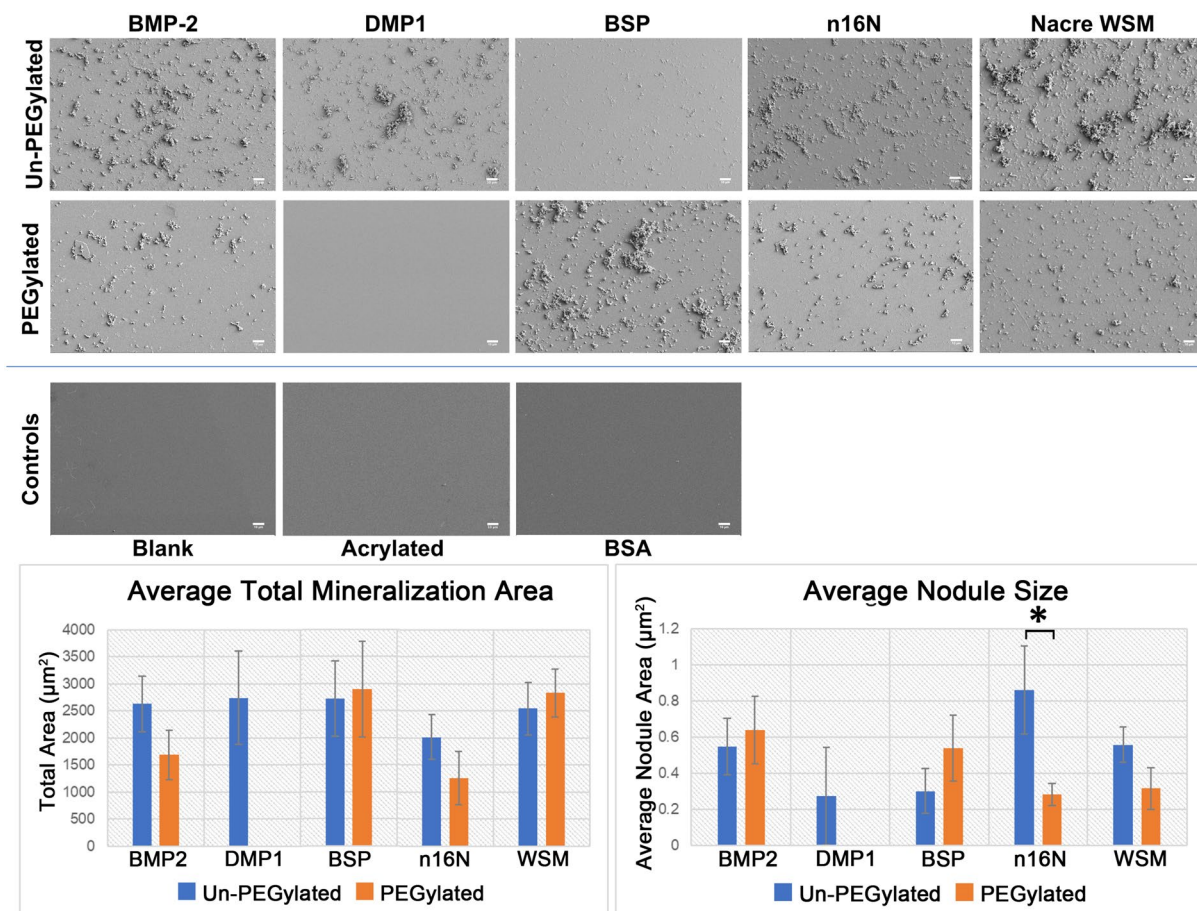 BMP-2 DMP1 BSP n16N Nacre WSM
Un-PEGylated
PEGylated
Controls
Blank Acrylated BSA
Average Total Mineralization Area
Total Area (µm²)
4000
3500
3000
2500
2000
1500
1000
500
0
BMP2 DMP1 BSP n16N WSM
Un-PEGylated PEGylated
Average Nodule Size
Average Nodule Area (µm²)
1.2
1
0.8
0.6
0.4
0.2
0
*
BMP2 DMP1 BSP n16N WSM
Un-PEGylated PEGylated